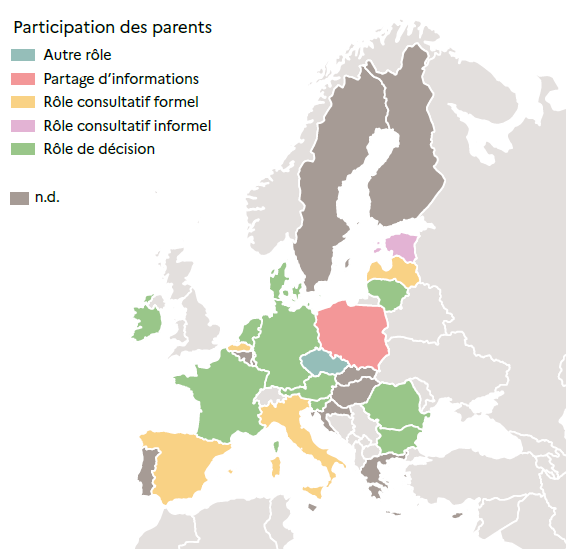 Participation des parents
Autre rôle
Partage d’informations
Rôle consultatif formel
Rôle consultatif informel
Rôle de décision
n.d.